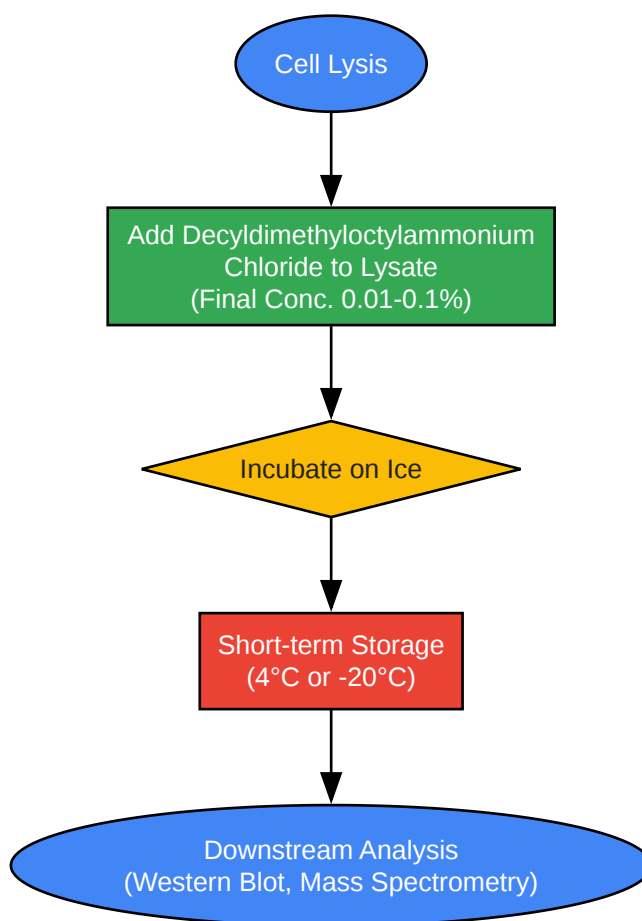 Cell Lysis
Add Decyldimethyloctylammonium
Chloride to Lysate
(Final Conc. 0.01-0.1%)
Incubate on Ice
Short-term Storage
(4°C or -20°C)
Downstream Analysis
(Western Blot, Mass Spectrometry)